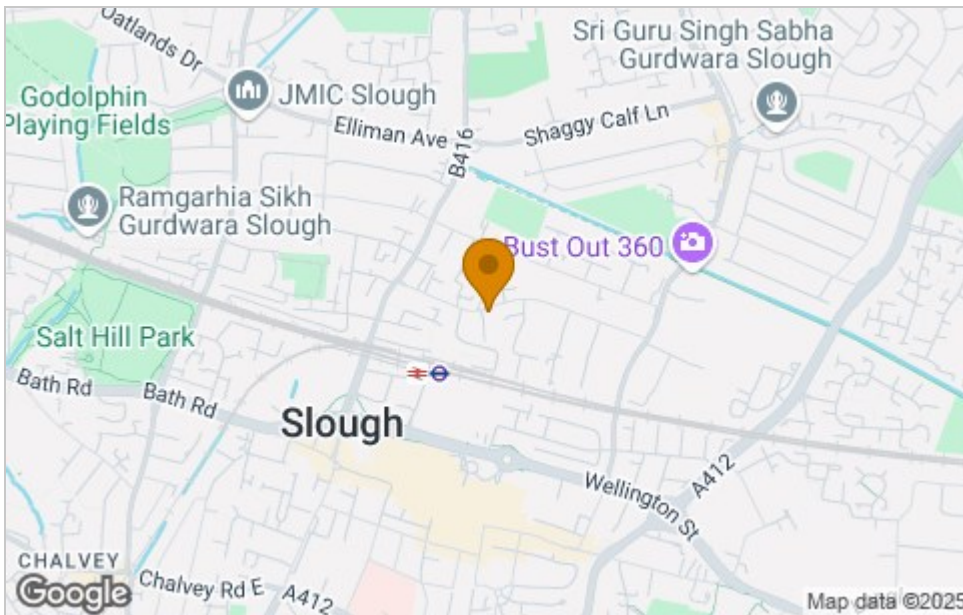 Oatlands Dr
Sri Guru Singh Sabha
Gurdwara Slough
Godolphin
Playing Fields
JMIC Slough
Elliman Ave
Shaggy Calf Ln
B416
Ramgarhia Sikh
Gurdwara Slough
Bust Out 360
Salt Hill Park
Bath Rd
Bath Rd
Slough
Wellington St
A412
CHALVEY
Chalvey Rd E
A412
Google
Map data ©2025